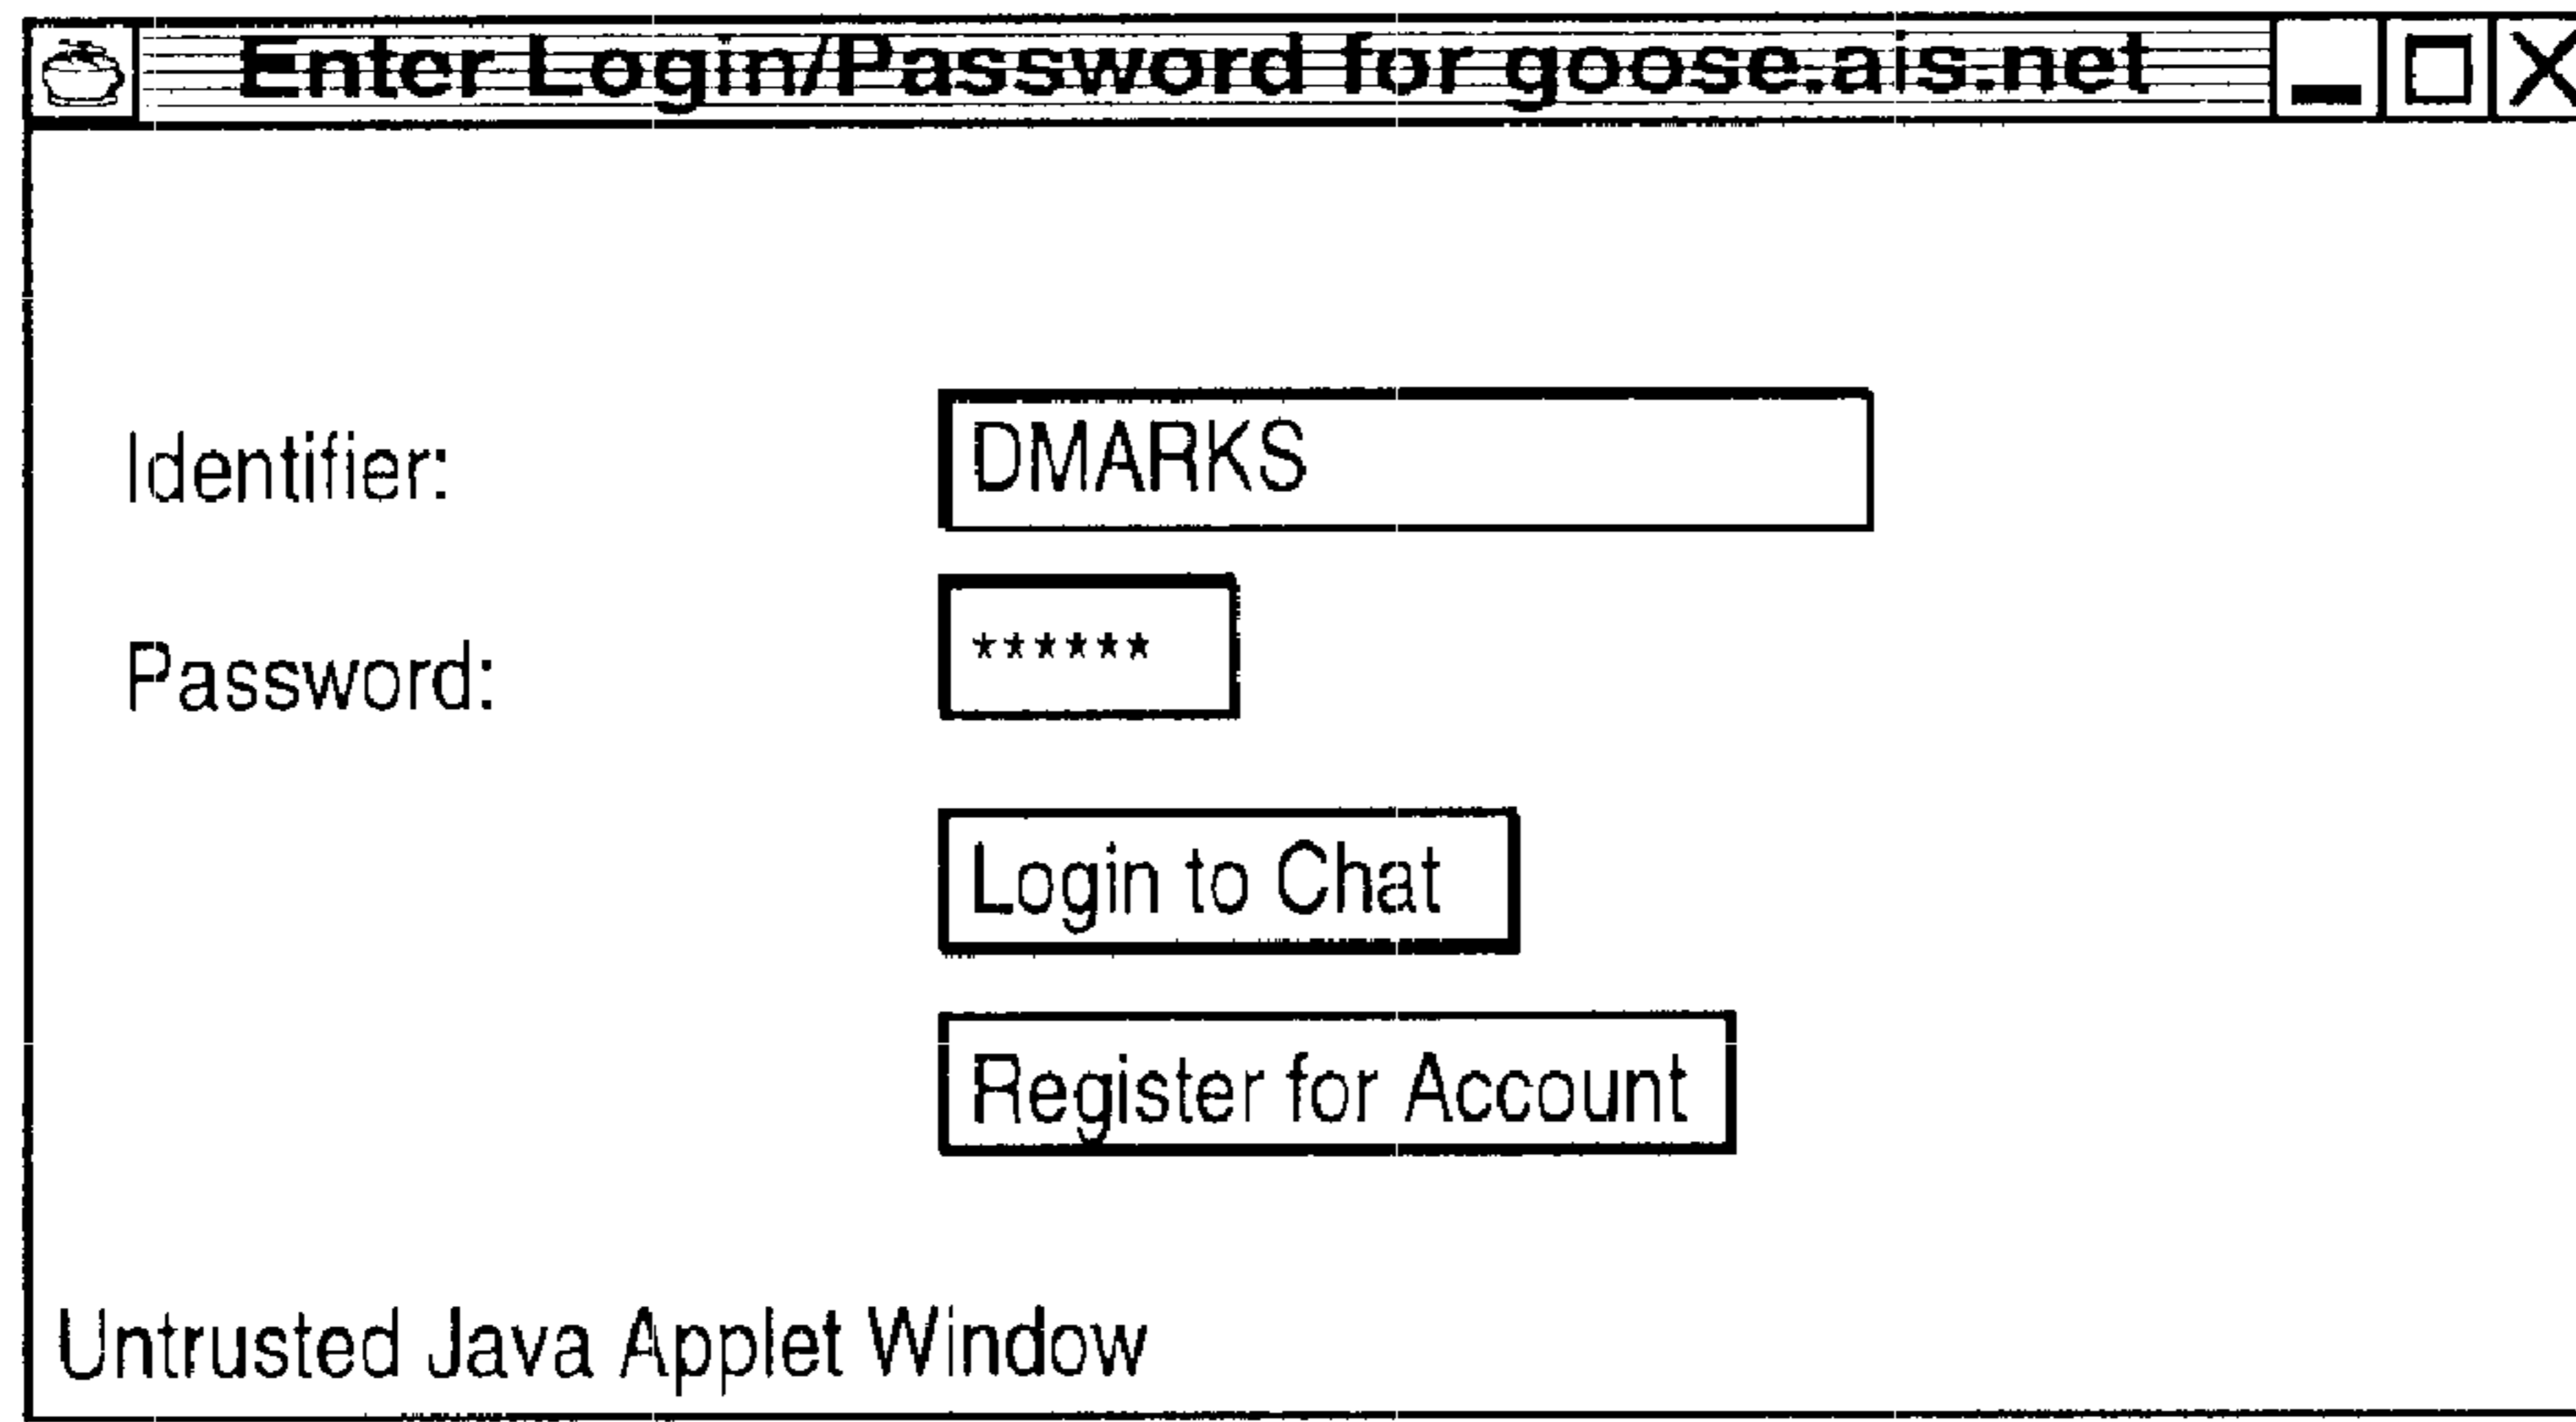 Enter Login/Password for goose.ais.net
Identifier: DMARKS
Password: ******
Login to Chat
Register for Account
Untrusted Java Applet Window